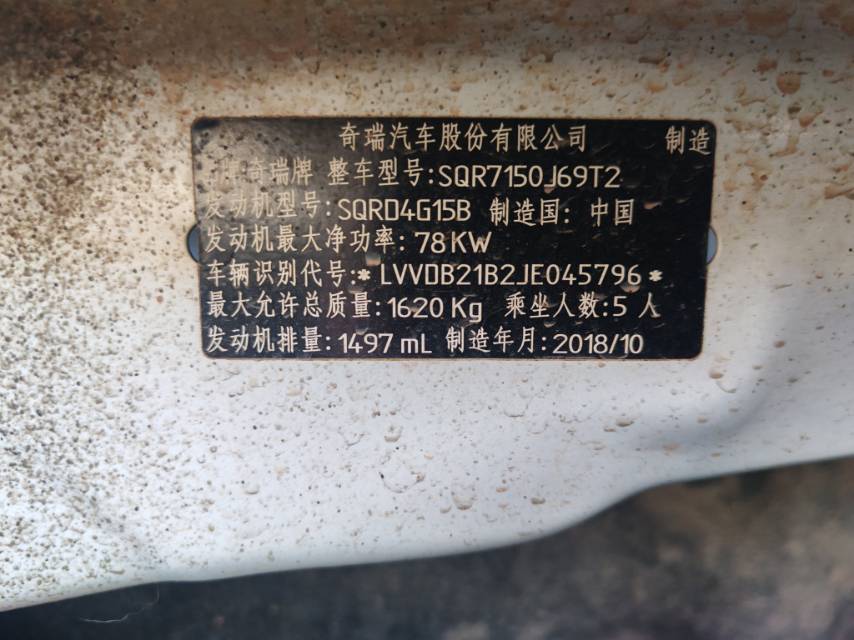 奇瑞汽车股份有限公司 制造
品牌:奇瑞牌 整车型号:SQR7150J69T2
发动机型号:SQRD4G15B 制造国: 中国
发动机最大净功率: 78KW
车辆识别代号:* LVVDB21B2JE045796 *
最大允许总质量:1620 Kg 乘坐人数:5 人
发动机排量:1497 mL 制造年月:2018/10